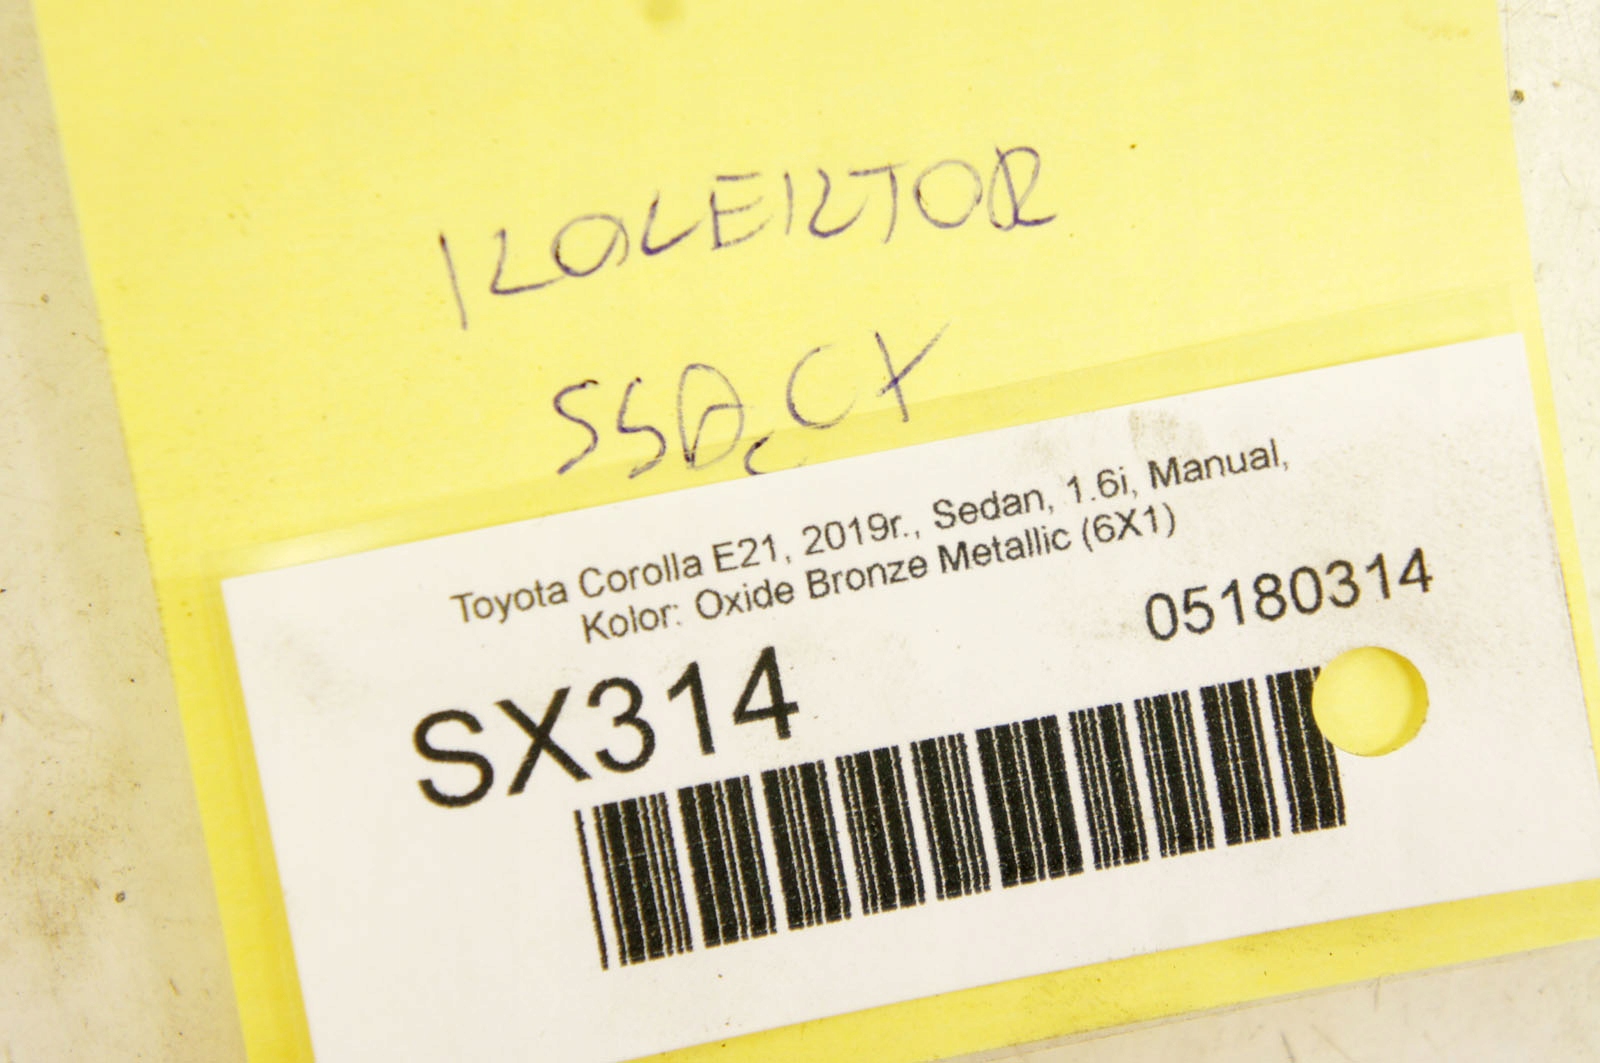 KOLEKTOR
SSĄCY
Toyota Corolla E21, 2019r., Sedan, 1.6i, Manual,
Kolor: Oxide Bronze Metallic (6X1)
05180314
SX314